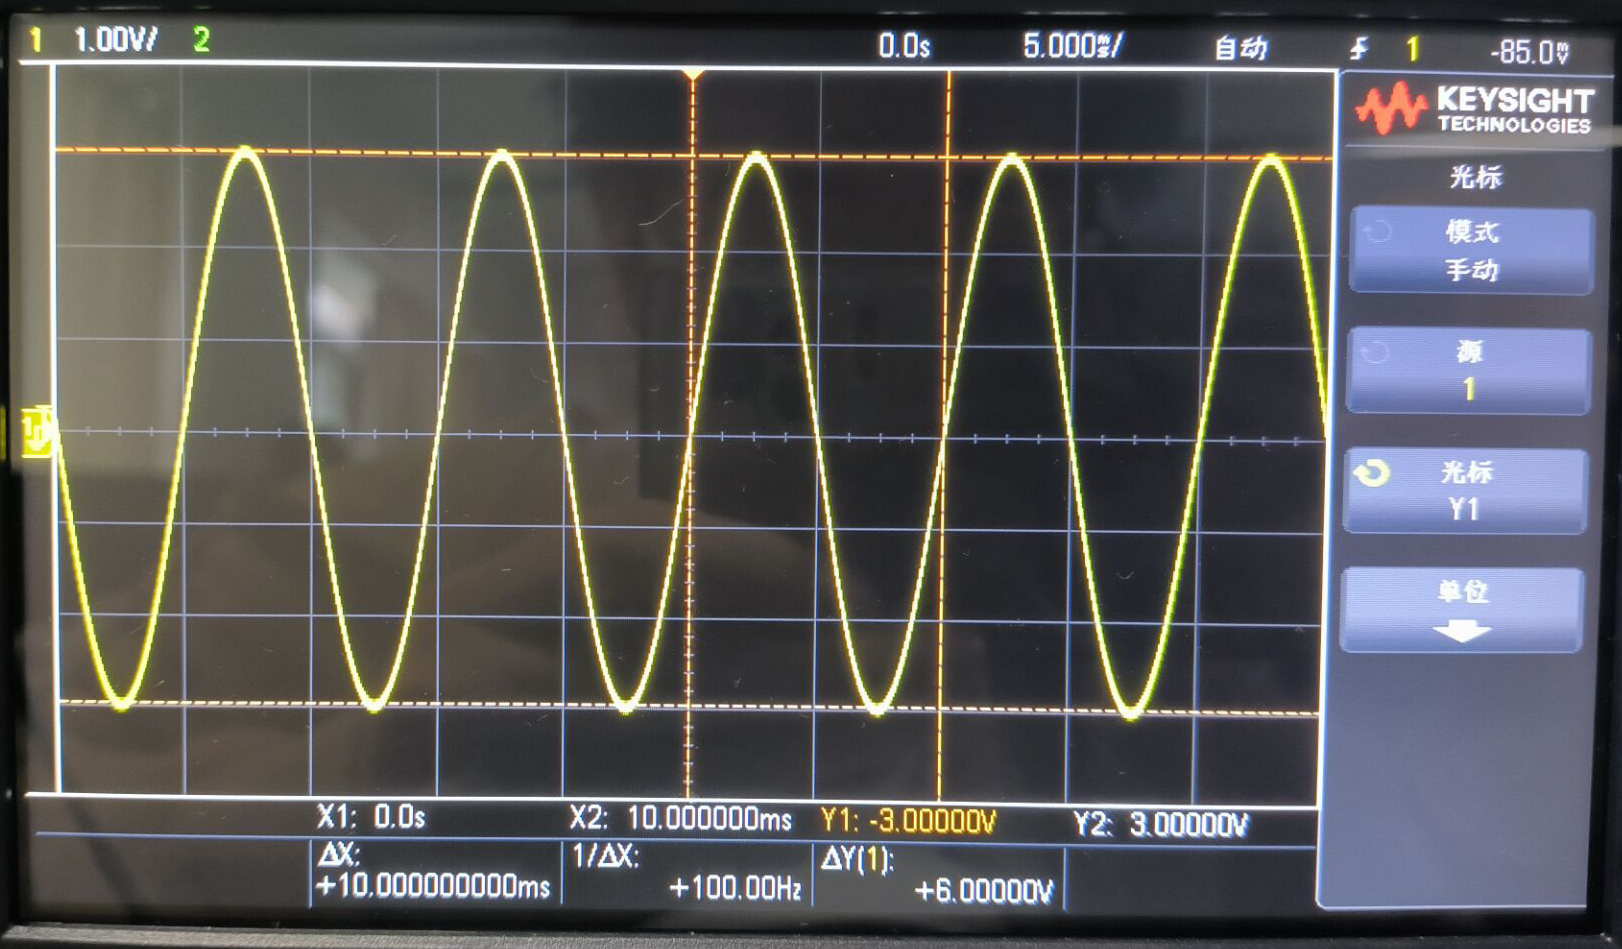 1 1.00V/ 2 0.0s 5.000ms/ 自动 1 -85.0mV
KEYSIGHT
TECHNOLOGIES
光标
模式
手动
源
1
光标
Y1
单位
X1: 0.0s X2: 10.000000ms Y1: -3.00000V Y2: 3.00000V
ΔX: 1/ΔX: ΔY(1):
+10.000000000ms +100.00Hz +6.00000V